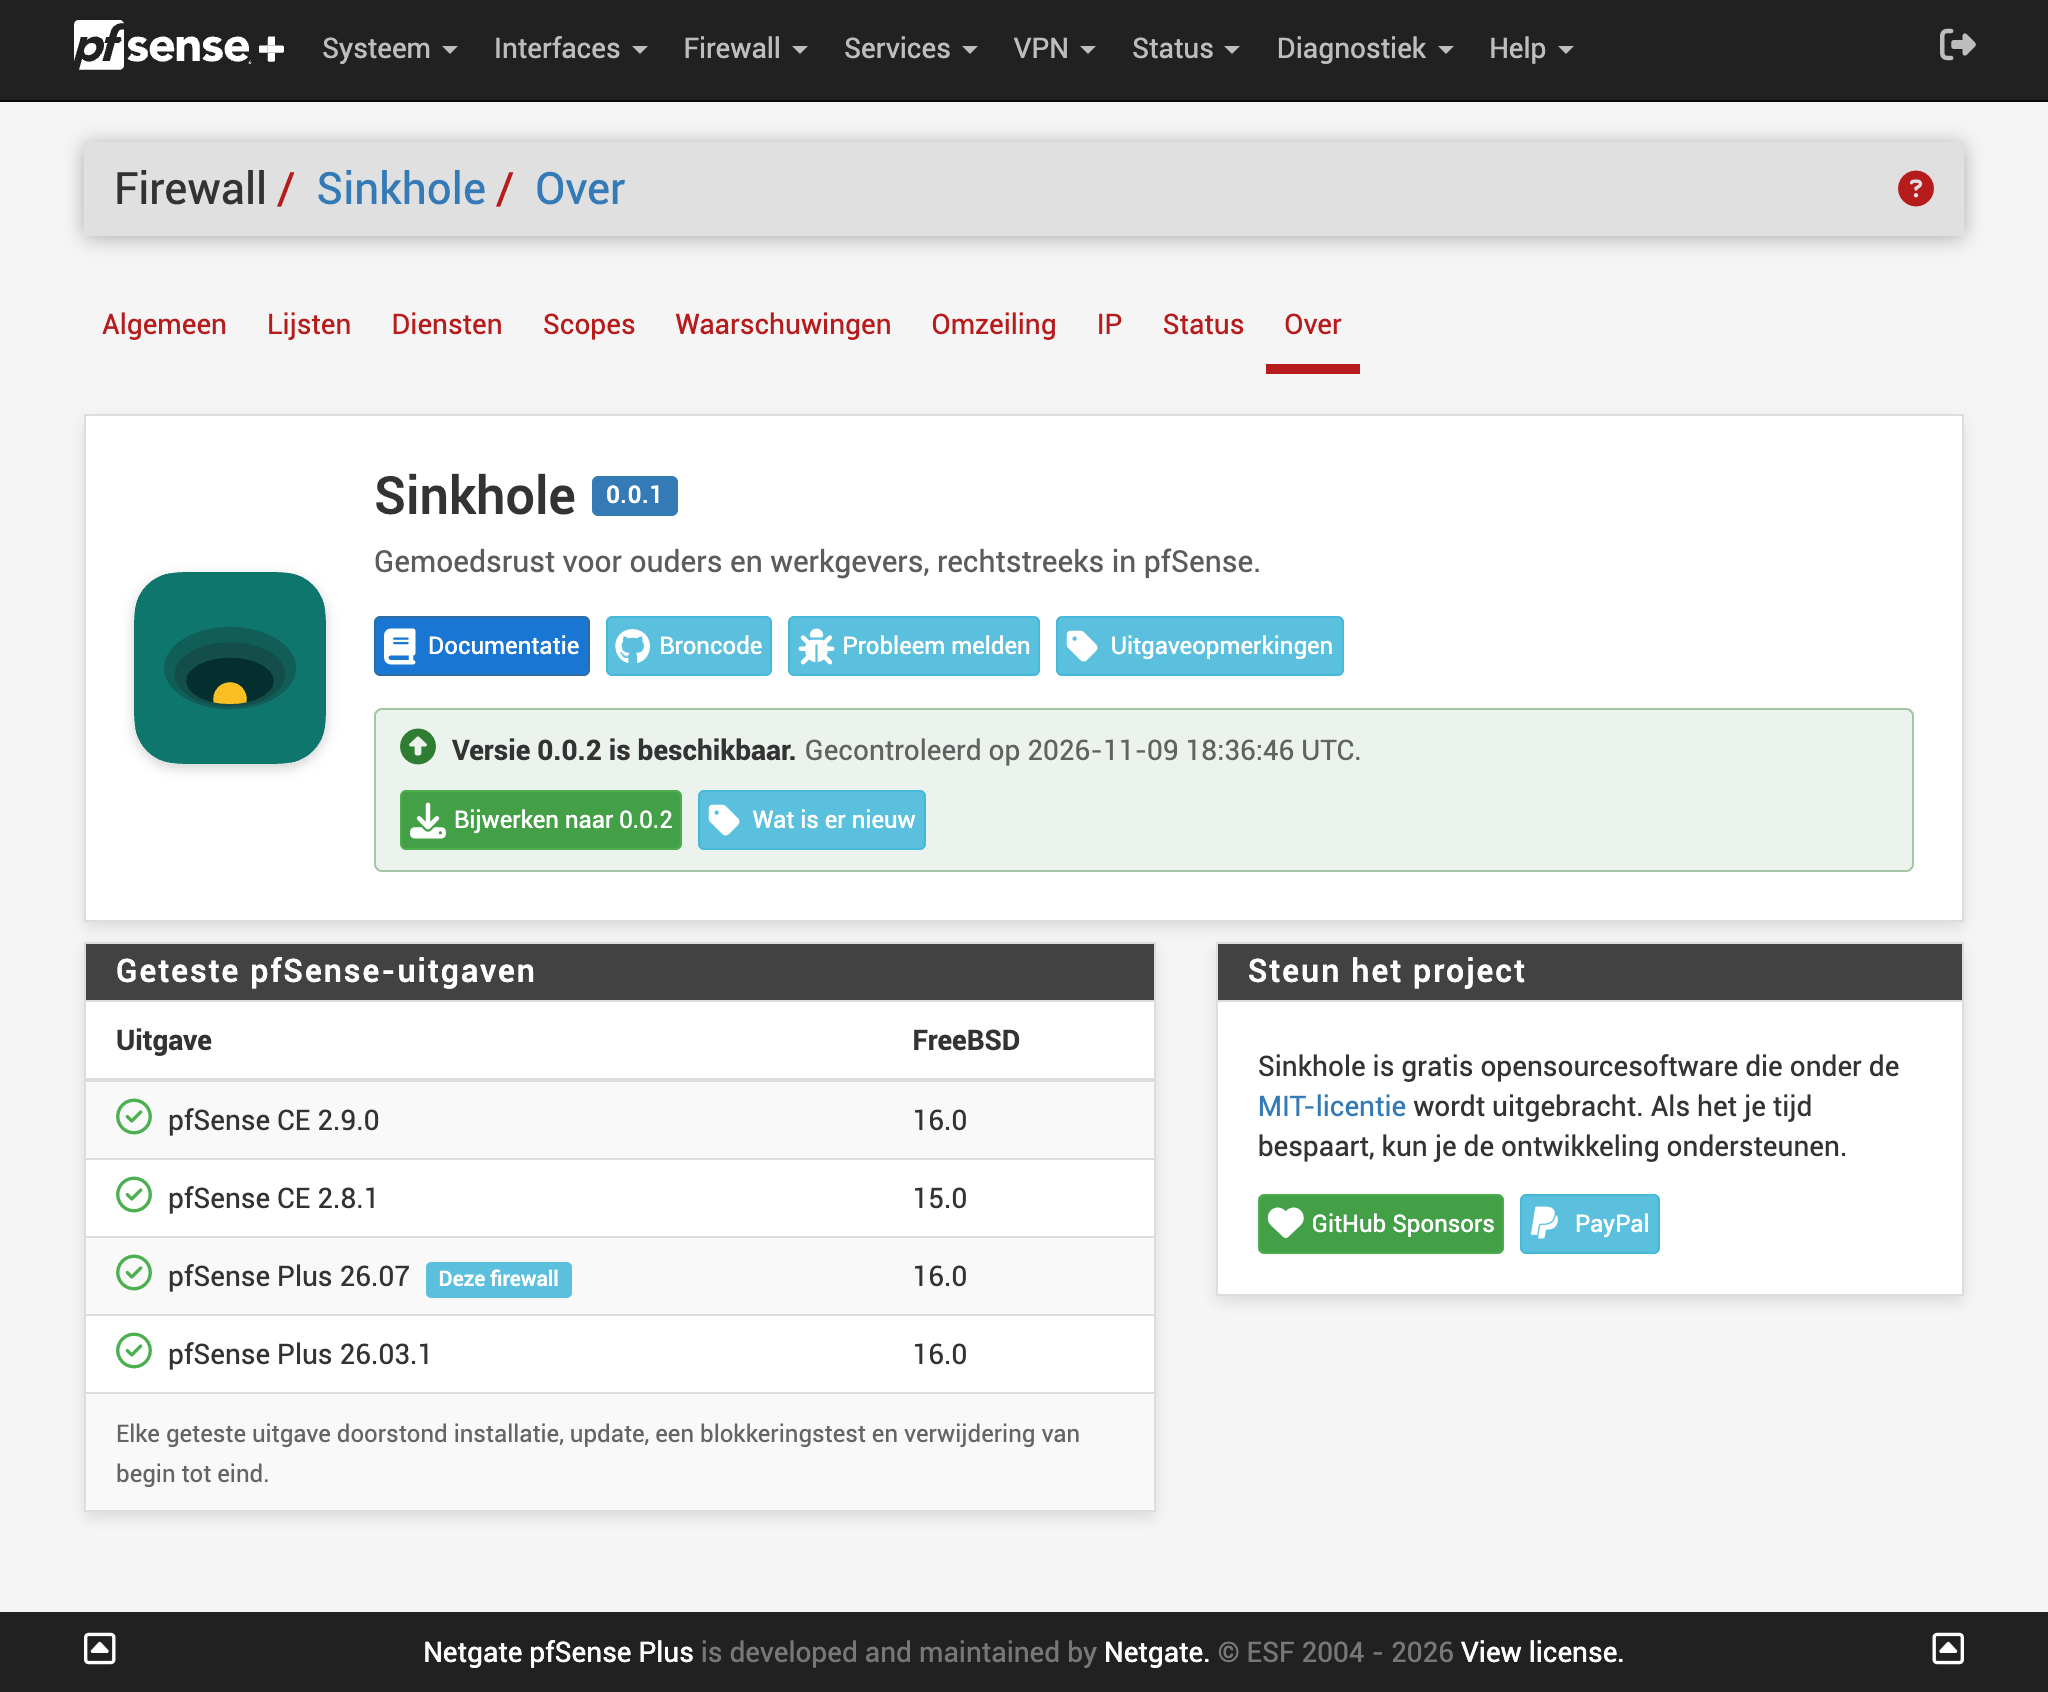 pfsense+ Systeem Interfaces Firewall Services VPN Status Diagnostiek Help
Firewall / Sinkhole / Over
Algemeen Lijsten Diensten Scopes Waarschuwingen Omzeiling IP Status Over
Sinkhole 0.0.1
Gemoedsrust voor ouders en werkgevers, rechtstreeks in pfSense.
Documentatie Broncode Probleem melden Uitgaveopmerkingen
Versie 0.0.2 is beschikbaar. Gecontroleerd op 2026-11-09 18:36:46 UTC.
Bijwerken naar 0.0.2 Wat is er nieuw
Geteste pfSense-uitgaven
Uitgave FreeBSD
pfSense CE 2.9.0 16.0
pfSense CE 2.8.1 15.0
pfSense Plus 26.07 Deze firewall 16.0
pfSense Plus 26.03.1 16.0
Elke geteste uitgave doorstond installatie, update, een blokkeringstest en verwijdering van
begin tot eind.
Steun het project
Sinkhole is gratis opensourcesoftware die onder de
MIT-licentie wordt uitgebracht. Als het je tijd
bespaart, kun je de ontwikkeling ondersteunen.
GitHub Sponsors PayPal
Netgate pfSense Plus is developed and maintained by Netgate. © ESF 2004 - 2026 View license.